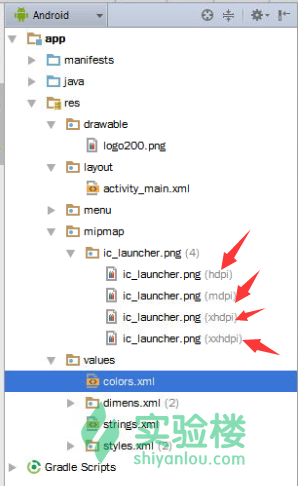 Android
app
manifests
java
res
drawable
logo200.png
layout
activity_main.xml
menu
mipmap
ic_launcher.png (4)
ic_launcher.png (hdpi)
ic_launcher.png (mdpi)
ic_launcher.png (xhdpi)
ic_launcher.png (xxhdpi)
values
colors.xml
dimens.xml (2)
strings.xml
styles.xml (2)
Gradle Scripts
实验楼
shiyanlou.com